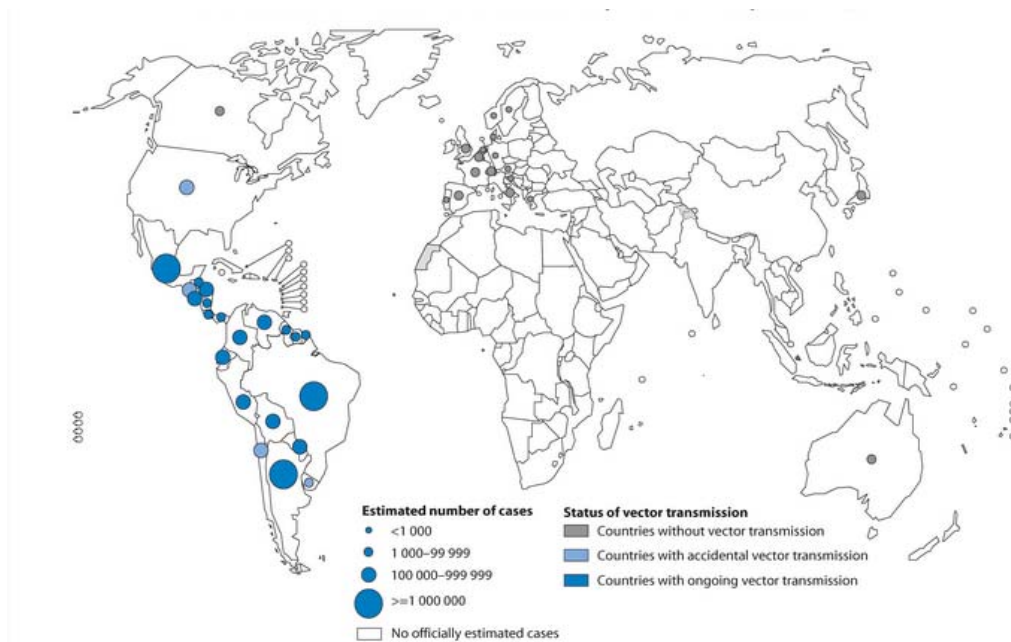 Estimated number of cases
<1 000
1 000–99 999
100 000–999 999
>=1 000 000
No officially estimated cases
Status of vector transmission
Countries without vector transmission
Countries with accidental vector transmission
Countries with ongoing vector transmission